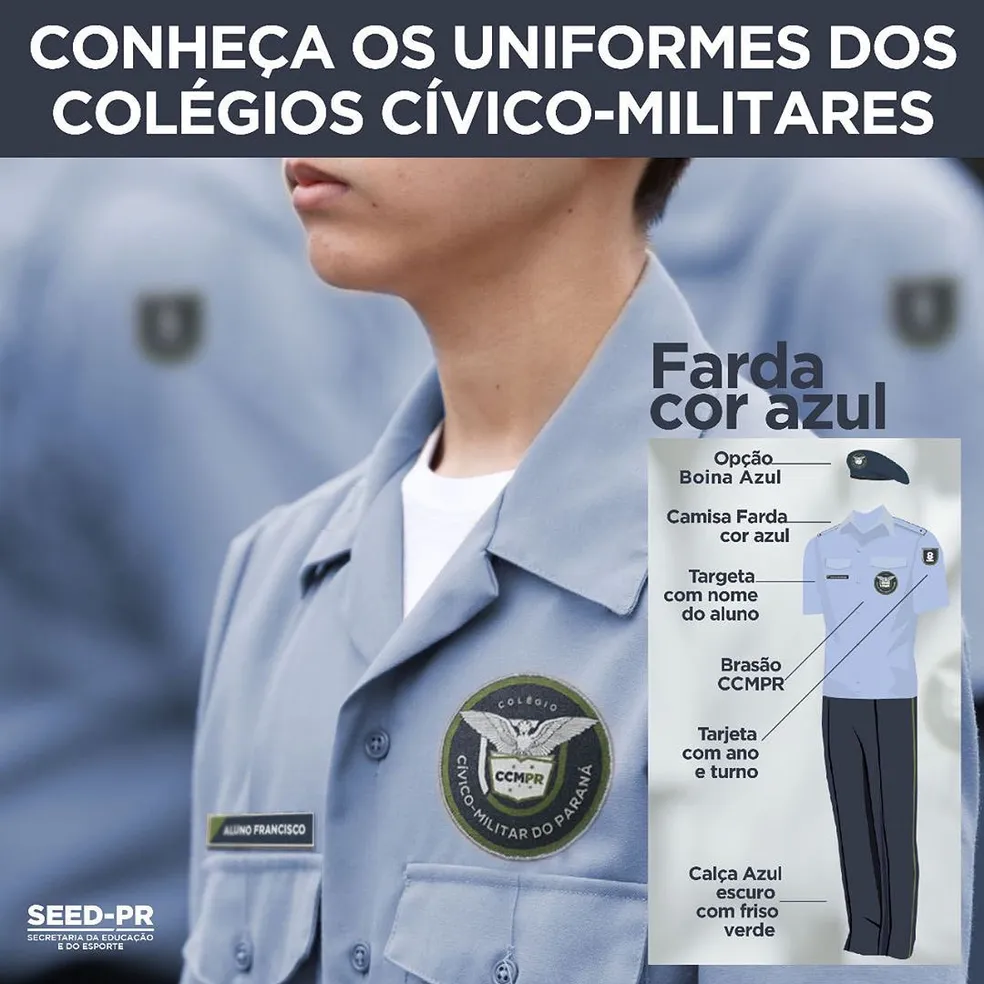 CONHEÇA OS UNIFORMES DOS
COLÉGIOS CÍVICO-MILITARES
Farda
cor azul
Opção
Boina Azul
Camisa Farda
cor azul
Targeta
com nome
do aluno
Brasão
CCMPR
Tarjeta
com ano
e turno
Calça Azul
escuro
com friso
verde
COLÉGIO
CCMPR
CÍVICO-MILITAR DO PARANÁ
ALUNO FRANCISCO
SEED-PR
SECRETARIA DA EDUCAÇÃO
E DO ESPORTE